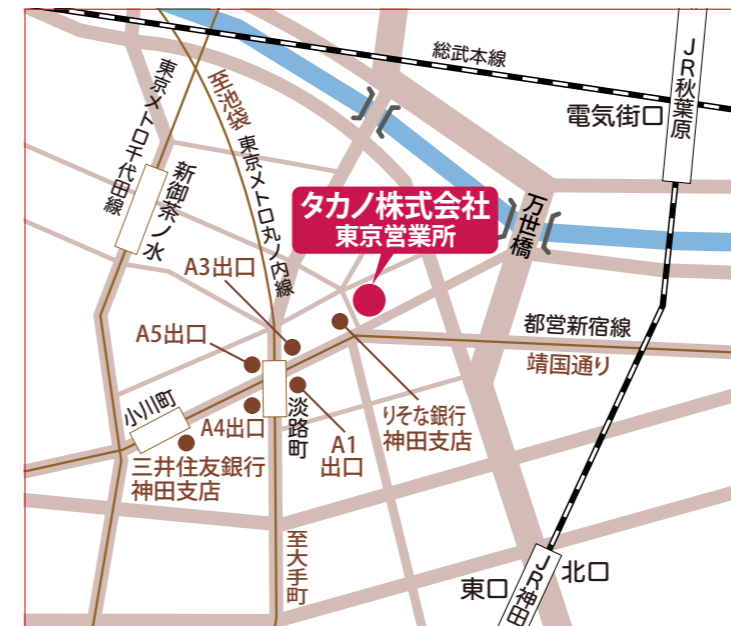 総武本線
JR秋葉原
電気街口
至池袋
東京メトロ千代田線
東京メトロ丸ノ内線
新御茶ノ水
タカノ株式会社
東京営業所
万世橋
A3出口
A5出口
都営新宿線
靖国通り
小川町
A4出口
淡路町
A1
出口
りそな銀行
神田支店
三井住友銀行
神田支店
至大手町
東口
北口
JR神田